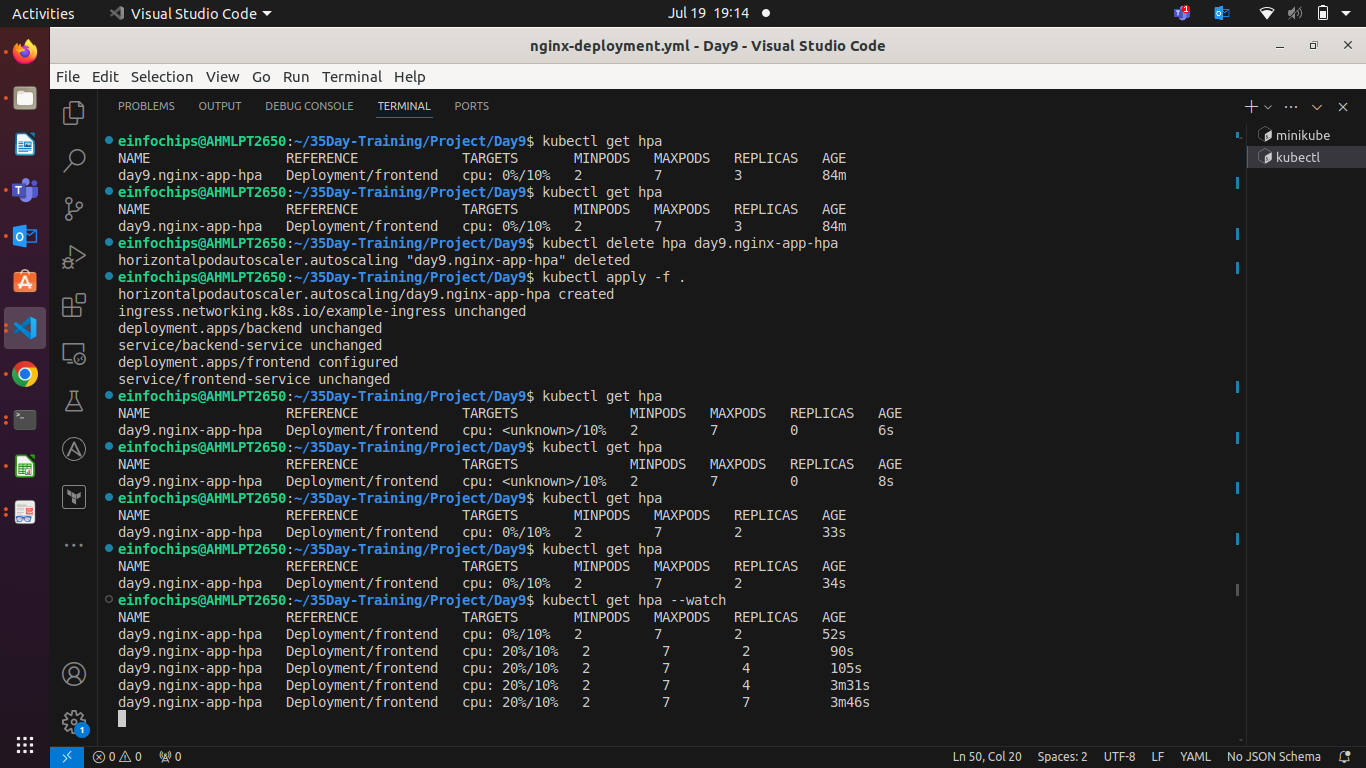 Activities Visual Studio Code Jul 19 19:14 1
nginx-deployment.yml - Day9 - Visual Studio Code
File Edit Selection View Go Run Terminal Help
PROBLEMS OUTPUT DEBUG CONSOLE TERMINAL PORTS
einfochips@AHMLPT2650:~/35Day-Training/Project/Day9$ kubectl get hpa
NAME REFERENCE TARGETS MINPODS MAXPODS REPLICAS AGE
day9.nginx-app-hpa Deployment/frontend cpu: 0%/10% 2 7 3 84m
einfochips@AHMLPT2650:~/35Day-Training/Project/Day9$ kubectl get hpa
NAME REFERENCE TARGETS MINPODS MAXPODS REPLICAS AGE
day9.nginx-app-hpa Deployment/frontend cpu: 0%/10% 2 7 3 84m
einfochips@AHMLPT2650:~/35Day-Training/Project/Day9$ kubectl delete hpa day9.nginx-app-hpa
horizontalpodautoscaler.autoscaling "day9.nginx-app-hpa" deleted
einfochips@AHMLPT2650:~/35Day-Training/Project/Day9$ kubectl apply -f .
horizontalpodautoscaler.autoscaling/day9.nginx-app-hpa created
ingress.networking.k8s.io/example-ingress unchanged
deployment.apps/backend unchanged
service/backend-service unchanged
deployment.apps/frontend configured
service/frontend-service unchanged
einfochips@AHMLPT2650:~/35Day-Training/Project/Day9$ kubectl get hpa
NAME REFERENCE TARGETS MINPODS MAXPODS REPLICAS AGE
day9.nginx-app-hpa Deployment/frontend cpu: <unknown>/10% 2 7 0 6s
einfochips@AHMLPT2650:~/35Day-Training/Project/Day9$ kubectl get hpa
NAME REFERENCE TARGETS MINPODS MAXPODS REPLICAS AGE
day9.nginx-app-hpa Deployment/frontend cpu: <unknown>/10% 2 7 0 8s
einfochips@AHMLPT2650:~/35Day-Training/Project/Day9$ kubectl get hpa
NAME REFERENCE TARGETS MINPODS MAXPODS REPLICAS AGE
day9.nginx-app-hpa Deployment/frontend cpu: 0%/10% 2 7 2 33s
einfochips@AHMLPT2650:~/35Day-Training/Project/Day9$ kubectl get hpa
NAME REFERENCE TARGETS MINPODS MAXPODS REPLICAS AGE
day9.nginx-app-hpa Deployment/frontend cpu: 0%/10% 2 7 2 34s
einfochips@AHMLPT2650:~/35Day-Training/Project/Day9$ kubectl get hpa --watch
NAME REFERENCE TARGETS MINPODS MAXPODS REPLICAS AGE
day9.nginx-app-hpa Deployment/frontend cpu: 0%/10% 2 7 2 52s
day9.nginx-app-hpa Deployment/frontend cpu: 20%/10% 2 7 2 90s
day9.nginx-app-hpa Deployment/frontend cpu: 20%/10% 2 7 4 105s
day9.nginx-app-hpa Deployment/frontend cpu: 20%/10% 2 7 4 3m31s
day9.nginx-app-hpa Deployment/frontend cpu: 20%/10% 2 7 7 3m46s
minikube
kubectl
1
0 0 0 Ln 50, Col 20 Spaces: 2 UTF-8 LF YAML No JSON Schema